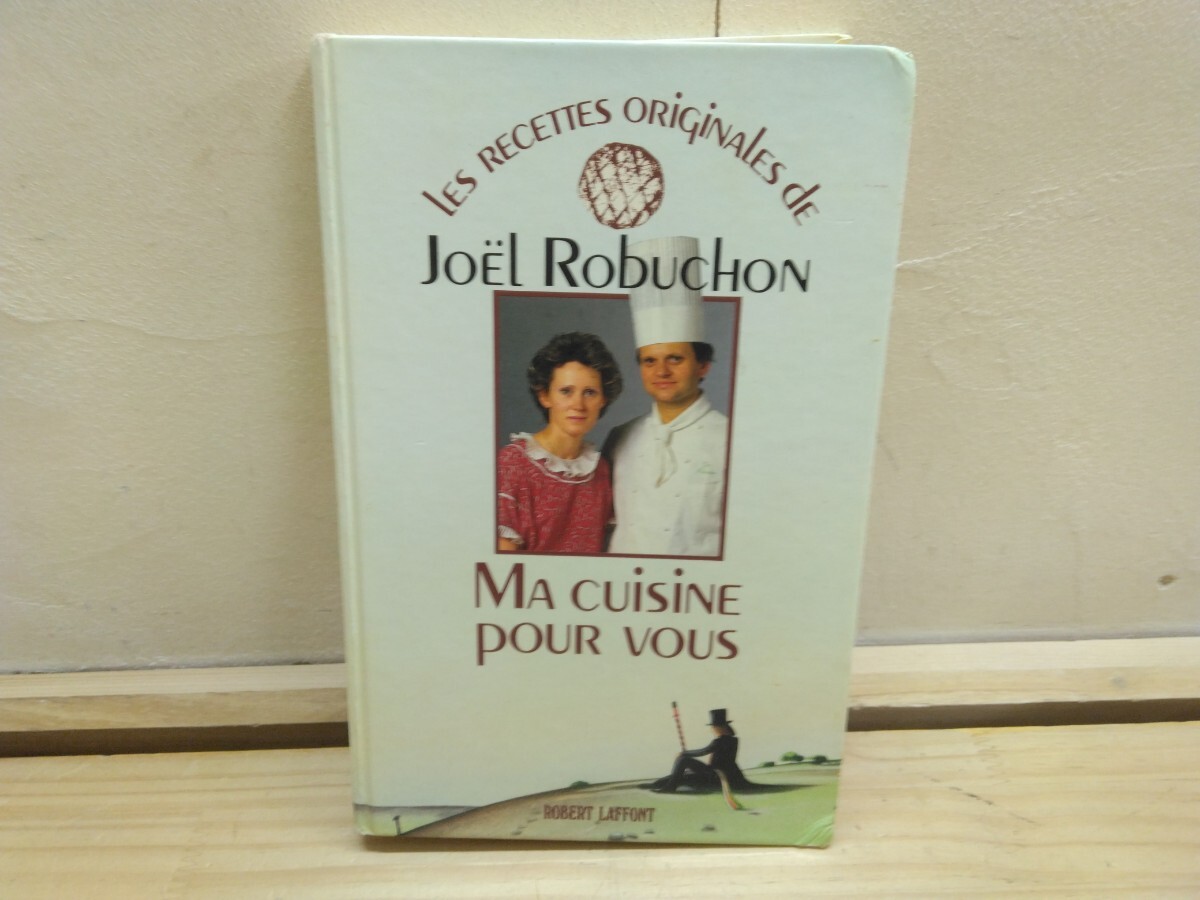 Les Recettes Originales de
Joël Robuchon
Ma cuisine
pour vous
ROBERT LAFFONT